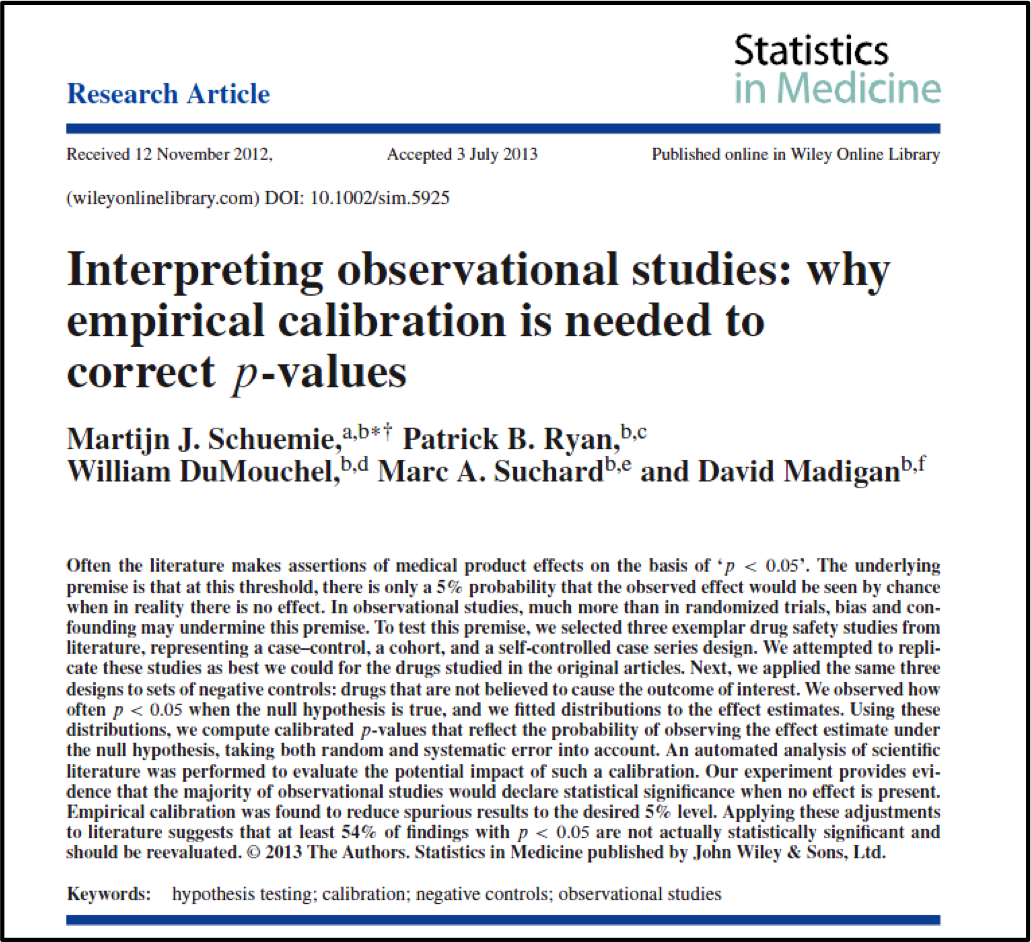 Statistics
in Medicine
Research Article
Received 12 November 2012, Accepted 3 July 2013 Published online in Wiley Online Library
(wileyonlinelibrary.com) DOI: 10.1002/sim.5925
Interpreting observational studies: why
empirical calibration is needed to
correct p-values
Martijn J. Schuemie,a,b*† Patrick B. Ryan,b,c
William DuMouchel,b,d Marc A. Suchardb,e and David Madiganb,f
Often the literature makes assertions of medical product effects on the basis of ‘p < 0.05’. The underlying
premise is that at this threshold, there is only a 5% probability that the observed effect would be seen by chance
when in reality there is no effect. In observational studies, much more than in randomized trials, bias and con-
founding may undermine this premise. To test this premise, we selected three exemplar drug safety studies from
literature, representing a case–control, a cohort, and a self-controlled case series design. We attempted to repli-
cate these studies as best we could for the drugs studied in the original articles. Next, we applied the same three
designs to sets of negative controls: drugs that are not believed to cause the outcome of interest. We observed how
often p < 0.05 when the null hypothesis is true, and we fitted distributions to the effect estimates. Using these
distributions, we compute calibrated p-values that reflect the probability of observing the effect estimate under
the null hypothesis, taking both random and systematic error into account. An automated analysis of scientific
literature was performed to evaluate the potential impact of such a calibration. Our experiment provides evi-
dence that the majority of observational studies would declare statistical significance when no effect is present.
Empirical calibration was found to reduce spurious results to the desired 5% level. Applying these adjustments
to literature suggests that at least 54% of findings with p < 0.05 are not actually statistically significant and
should be reevaluated. © 2013 The Authors. Statistics in Medicine published by John Wiley & Sons, Ltd.
Keywords: hypothesis testing; calibration; negative controls; observational studies